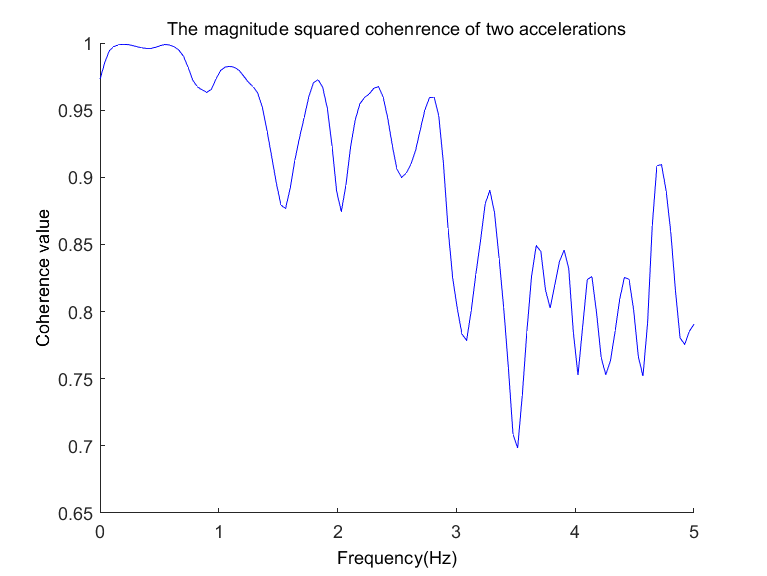 The magnitude squared cohenrence of two accelerations
1
0.95
0.9
0.85
0.8
0.75
0.7
0.65
Coherence value
0 1 2 3 4 5
Frequency(Hz)